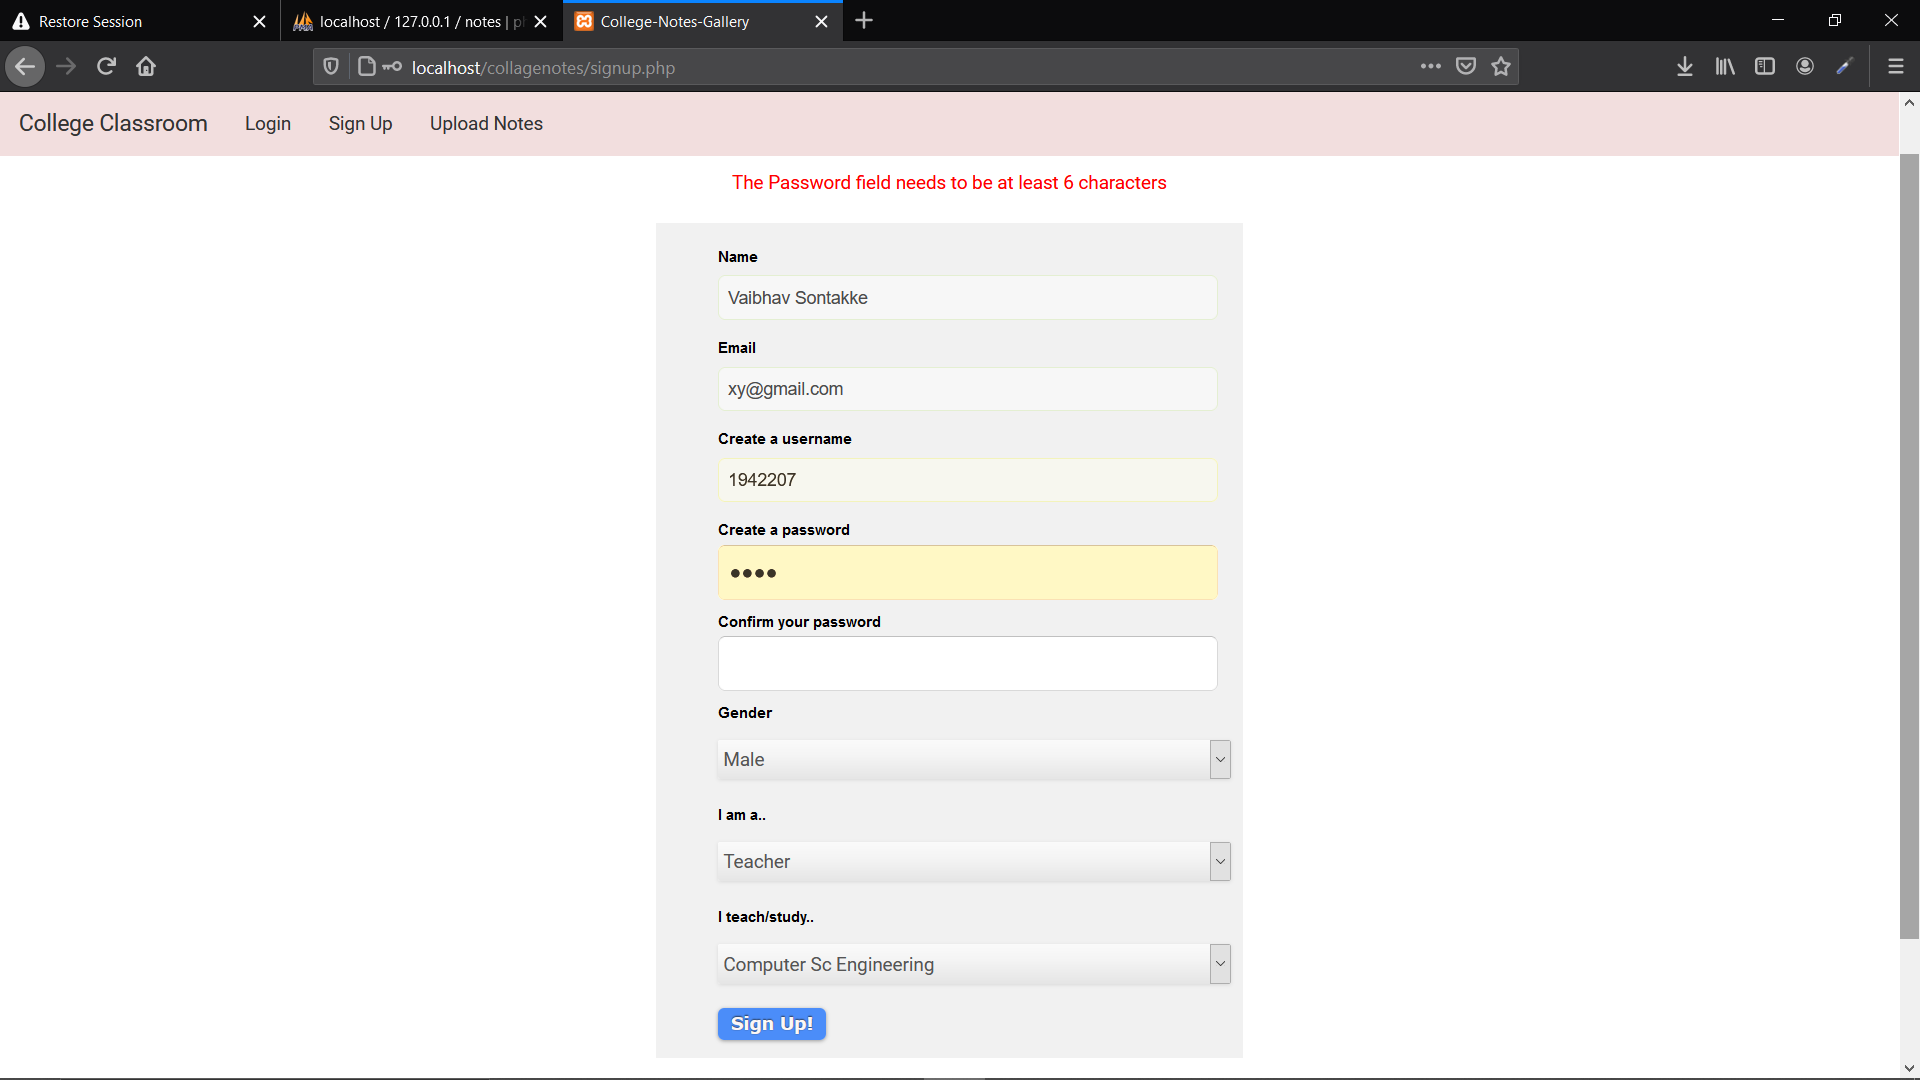 Restore Session
localhost / 127.0.0.1 / notes | ph
College-Notes-Gallery
localhost/collagenotes/signup.php
College Classroom Login Sign Up Upload Notes
The Password field needs to be at least 6 characters
Name
Vaibhav Sontakke
Email
xy@gmail.com
Create a username
1942207
Create a password
Confirm your password
Gender
Male
I am a..
Teacher
I teach/study..
Computer Sc Engineering
Sign Up!